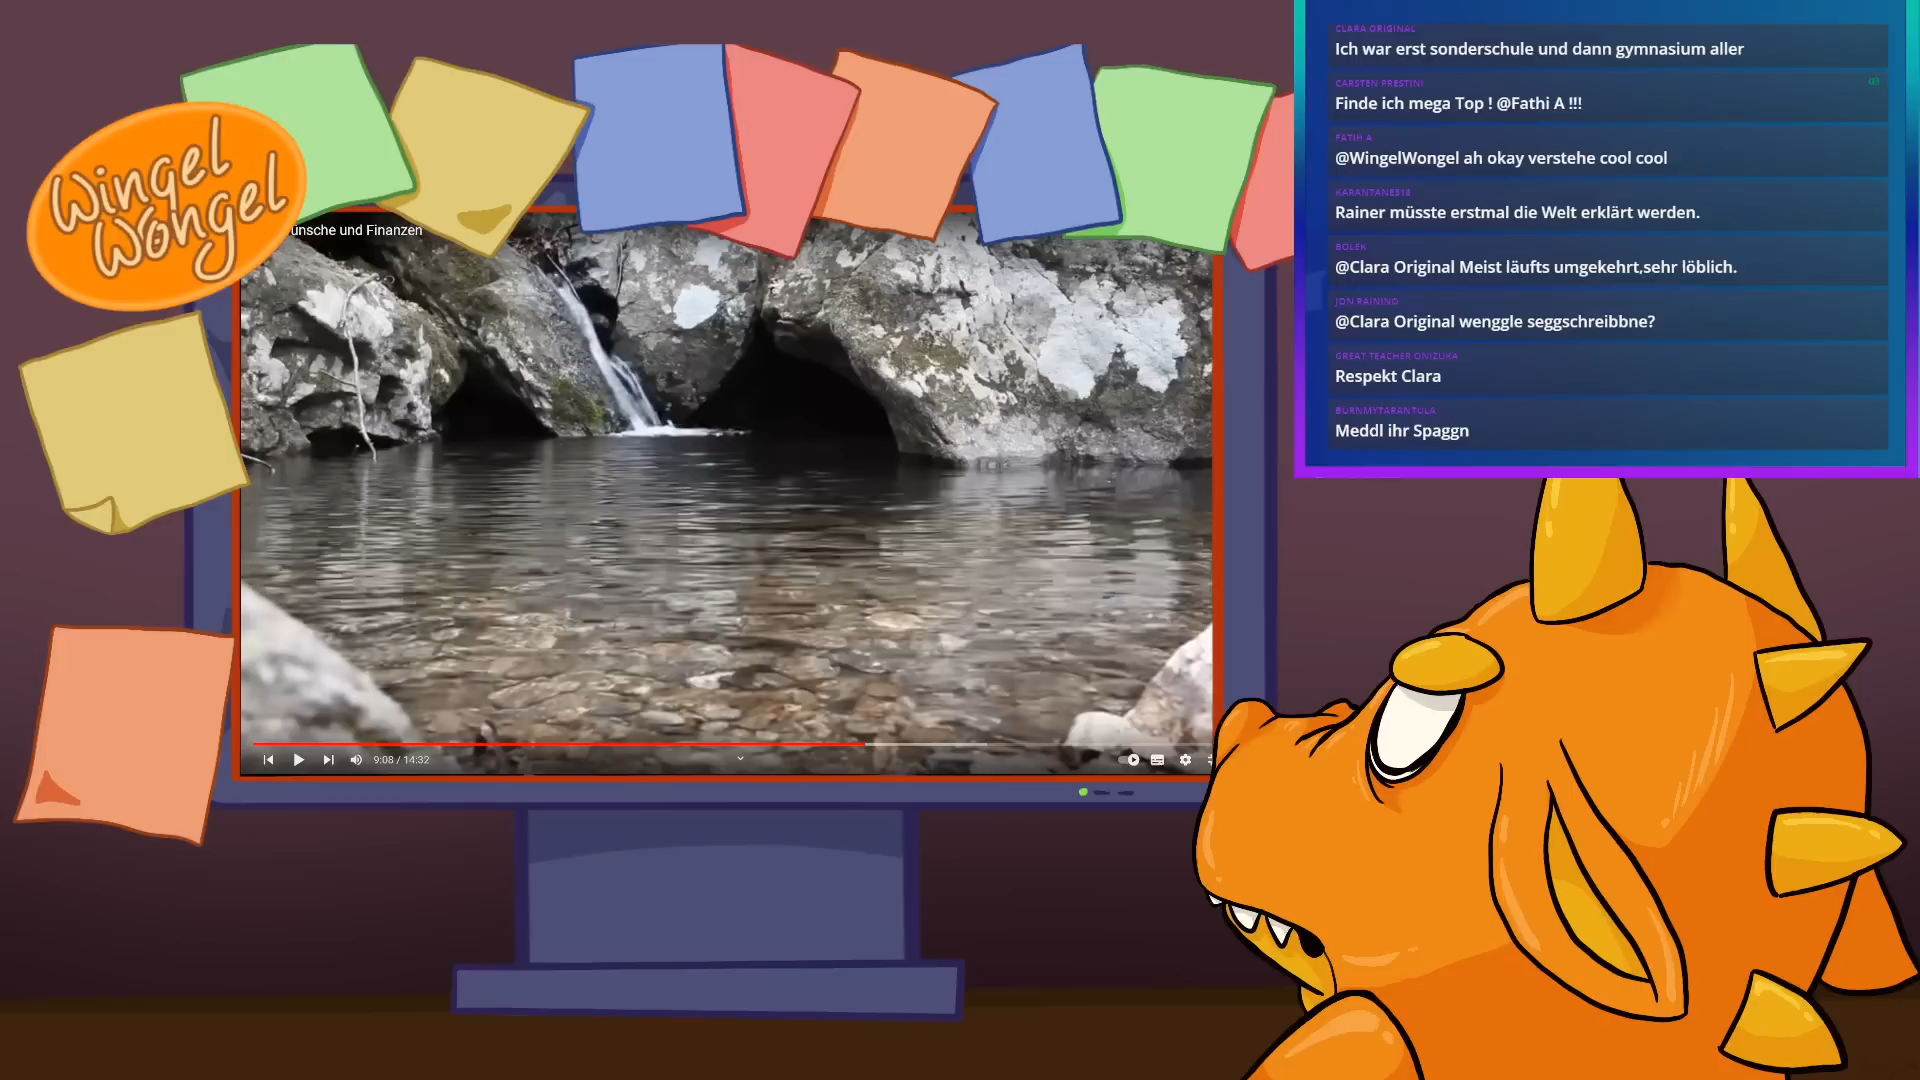 Wingel
Wongel
ünsche und Finanzen
9:08 / 14:32
CLARA ORIGINAL
Ich war erst sonderschule und dann gymnasium aller
CARSTEN PRESTINI
Finde ich mega Top ! @Fathi A !!!
FATIH A
@WingelWongel ah okay verstehe cool cool
KARANTANE316
Rainer müsste erstmal die Welt erklärt werden.
BOLEK
@Clara Original Meist läufts umgekehrt,sehr löblich.
JON RAININO
@Clara Original wenggle seggschreibbne?
GREAT TEACHER ONIZUKA
Respekt Clara
BURNMYTARANTULA
Meddl ihr Spaggn